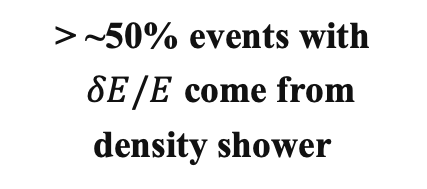 > ~50% events with
δE/E come from
density shower